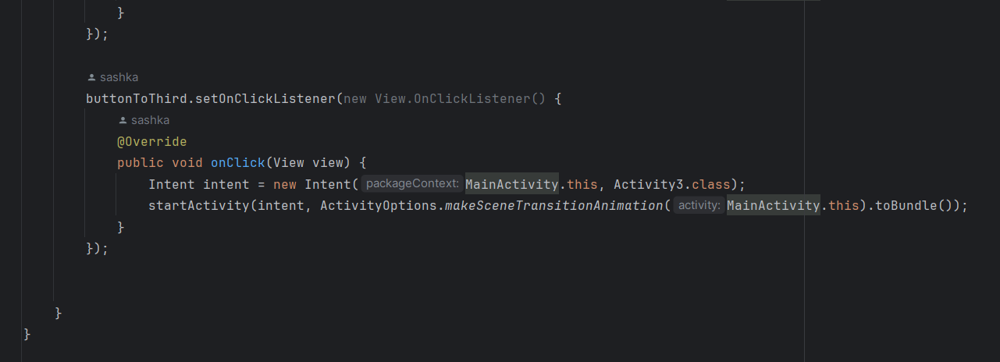 }
});
sashka
buttonToThird.setOnClickListener(new View.OnClickListener() {
sashka
@Override
public void onClick(View view) {
Intent intent = new Intent( packageContext: MainActivity.this, Activity3.class);
startActivity(intent, ActivityOptions.makeSceneTransitionAnimation( activity: MainActivity.this).toBundle());
}
});
}
}